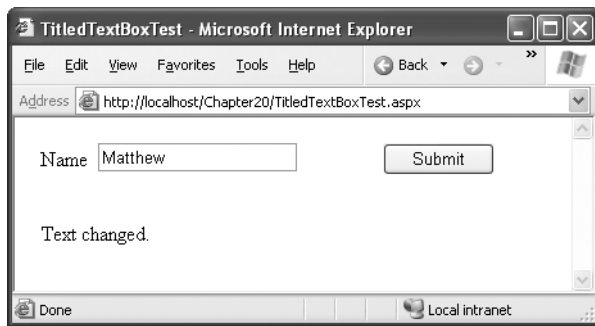 TitledTextBoxTest - Microsoft Internet Explorer
File Edit View Favorites Tools Help Back »
Address http://localhost/Chapter20/TitledTextBoxTest.aspx
Name Matthew Submit
Text changed.
Done Local intranet